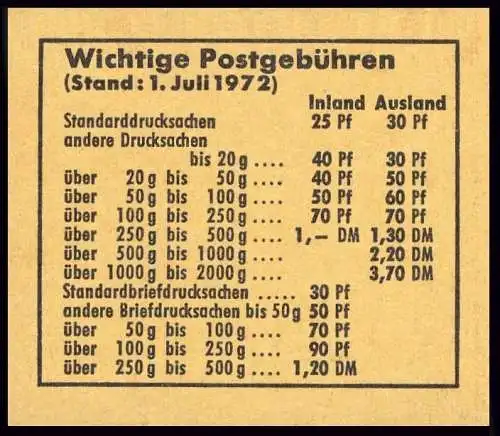 Wichtige Postgebühren
(Stand: 1. Juli 1972)
Inland Ausland
Standarddrucksachen 25 Pf 30 Pf
andere Drucksachen
bis 20 g .... 40 Pf 30 Pf
über 20 g bis 50 g .... 40 Pf 50 Pf
über 50 g bis 100 g .... 50 Pf 60 Pf
über 100 g bis 250 g .... 70 Pf 70 Pf
über 250 g bis 500 g .... 1,– DM 1,30 DM
über 500 g bis 1000 g .... 2,20 DM
über 1000 g bis 2000 g .... 3,70 DM
Standardbriefdrucksachen ..... 30 Pf
andere Briefdrucksachen bis 50 g 50 Pf
über 50 g bis 100 g .... 70 Pf
über 100 g bis 250 g .... 90 Pf
über 250 g bis 500 g .... 1,20 DM